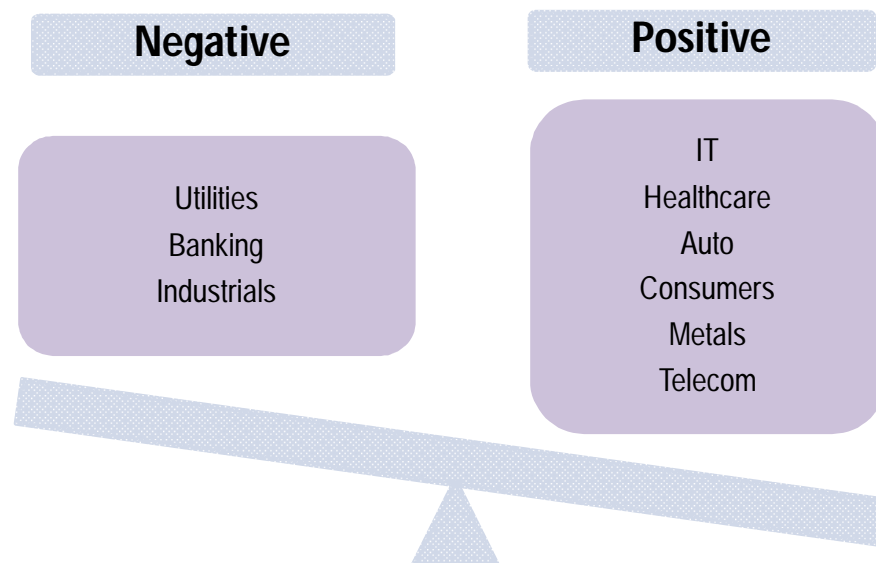 Negative
Utilities
Banking
Industrials
Positive
IT
Healthcare
Auto
Consumers
Metals
Telecom